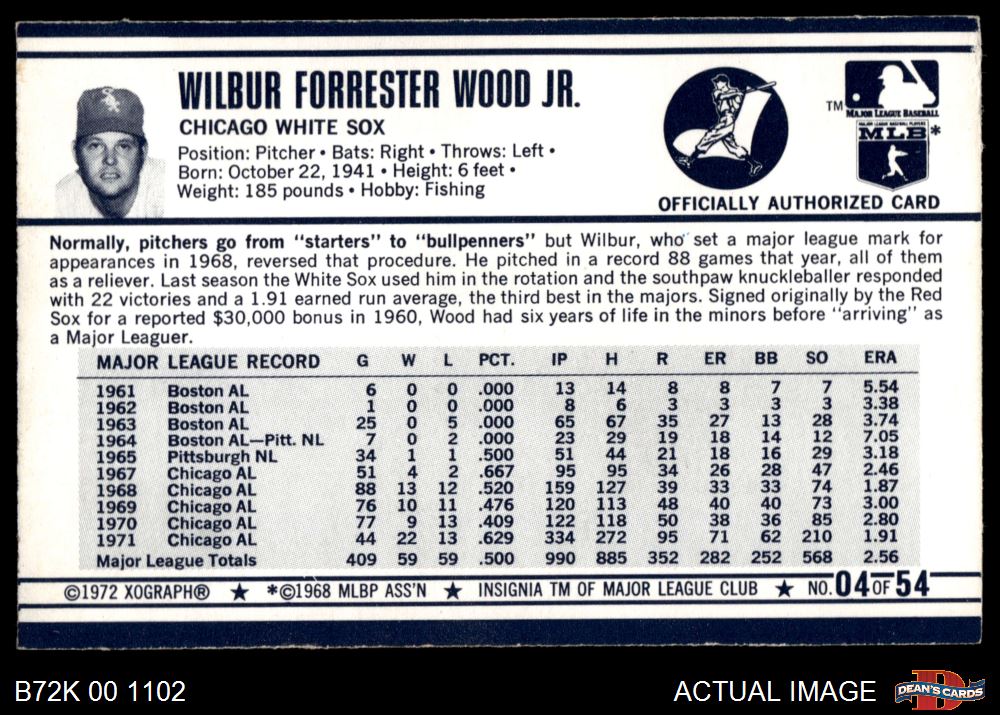 WILBUR FORRESTER WOOD JR.
CHICAGO WHITE SOX
Position: Pitcher • Bats: Right • Throws: Left •
Born: October 22, 1941 • Height: 6 feet •
Weight: 185 pounds • Hobby: Fishing
TM MAJOR LEAGUE BASEBALL
MAJOR LEAGUE BASEBALL PLAYERS
MLB*
OFFICIALLY AUTHORIZED CARD
Normally, pitchers go from "starters" to "bullpenners" but Wilbur, who set a major league mark for
appearances in 1968, reversed that procedure. He pitched in a record 88 games that year, all of them
as a reliever. Last season the White Sox used him in the rotation and the southpaw knuckleballer responded
with 22 victories and a 1.91 earned run average, the third best in the majors. Signed originally by the Red
Sox for a reported $30,000 bonus in 1960, Wood had six years of life in the minors before "arriving" as
a Major Leaguer.
MAJOR LEAGUE RECORD G W L PCT. IP H R ER BB SO ERA
1961 Boston AL 6 0 0 .000 13 14 8 8 7 7 5.54
1962 Boston AL 1 0 0 .000 8 6 3 3 3 3 3.38
1963 Boston AL 25 0 5 .000 65 67 35 27 13 28 3.74
1964 Boston AL—Pitt. NL 7 0 2 .000 23 29 19 18 14 12 7.05
1965 Pittsburgh NL 34 1 1 .500 51 44 21 18 16 29 3.18
1967 Chicago AL 51 4 2 .667 95 95 34 26 28 47 2.46
1968 Chicago AL 88 13 12 .520 159 127 39 33 33 74 1.87
1969 Chicago AL 76 10 11 .476 120 113 48 40 40 73 3.00
1970 Chicago AL 77 9 13 .409 122 118 50 38 36 85 2.80
1971 Chicago AL 44 22 13 .629 334 272 95 71 62 210 1.91
Major League Totals 409 59 59 .500 990 885 352 282 252 568 2.56
©1972 XOGRAPH® ★ *©1968 MLBP ASS'N ★ INSIGNIA TM OF MAJOR LEAGUE CLUB ★ NO. 04 OF 54
B72K 00 1102
ACTUAL IMAGE
D
DEAN'S CARDS